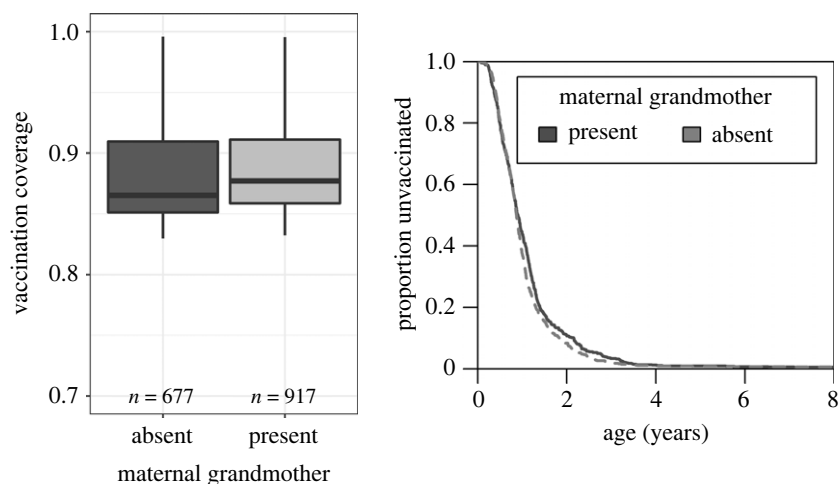 1.0
0.9
0.8
0.7
vaccination coverage
n = 677
n = 917
absent
present
maternal grandmother
1.0
0.8
0.6
0.4
0.2
0
proportion unvaccinated
maternal grandmother
present
absent
0
2
4
6
8
age (years)